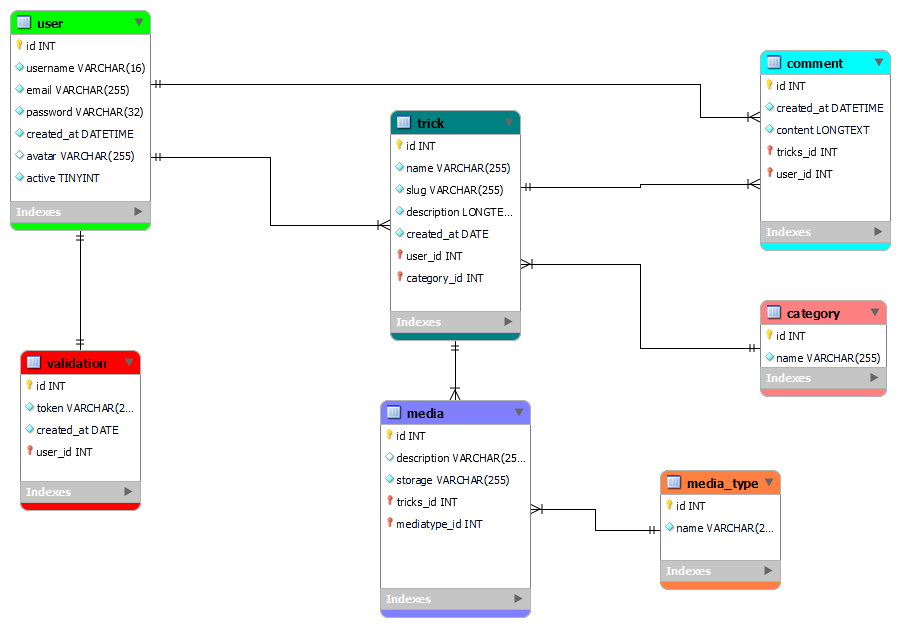 user
id INT
username VARCHAR(16)
email VARCHAR(255)
password VARCHAR(32)
created_at DATETIME
avatar VARCHAR(255)
active TINYINT
Indexes
comment
id INT
created_at DATETIME
content LONGTEXT
tricks_id INT
user_id INT
Indexes
trick
id INT
name VARCHAR(255)
slug VARCHAR(255)
description LONGTE...
created_at DATE
user_id INT
category_id INT
Indexes
category
id INT
name VARCHAR(255)
Indexes
validation
id INT
token VARCHAR(2...
created_at DATE
user_id INT
Indexes
media
id INT
description VARCHAR(25...
storage VARCHAR(255)
tricks_id INT
mediatype_id INT
Indexes
media_type
id INT
name VARCHAR(2...
Indexes